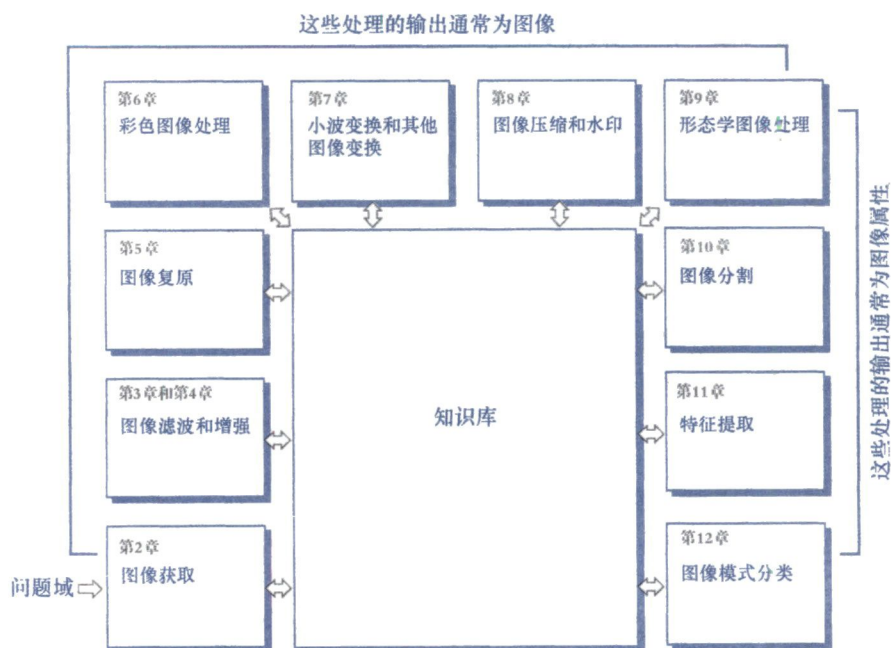 这些处理的输出通常为图像
第6章
彩色图像处理
第7章
小波变换和其他
图像变换
第8章
图像压缩和水印
第9章
形态学图像处理
第5章
图像复原
第10章
图像分割
第3章和第4章
图像滤波和增强
知识库
第11章
特征提取
第2章
图像获取
第12章
图像模式分类
问题域
这些处理的输出通常为图像属性